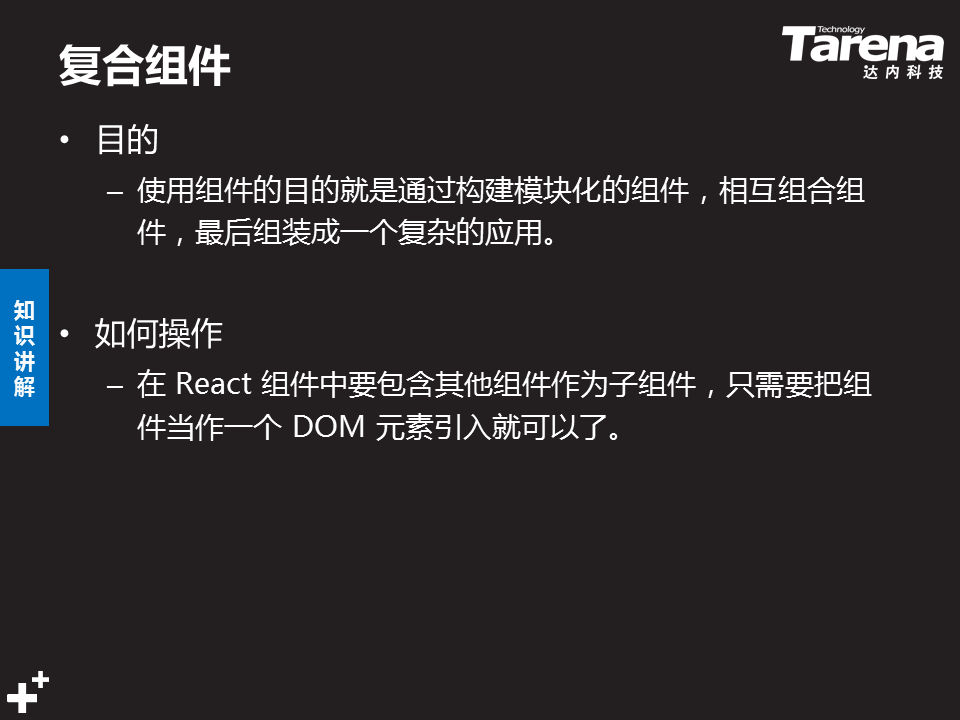 复合组件
Technology
Tarena
达内科技
• 目的
– 使用组件的目的就是通过构建模块化的组件，相互组合组
件，最后组装成一个复杂的应用。
知识讲解
• 如何操作
– 在 React 组件中要包含其他组件作为子组件，只需要把组
件当作一个 DOM 元素引入就可以了。